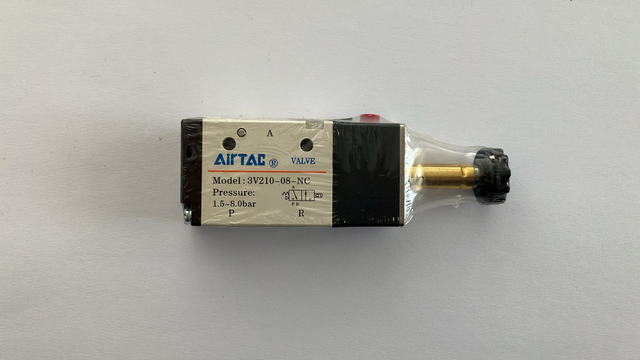 A
AirTAC ® VALVE
Model: 3V210-08-NC
Pressure:
1.5~8.0bar
P R